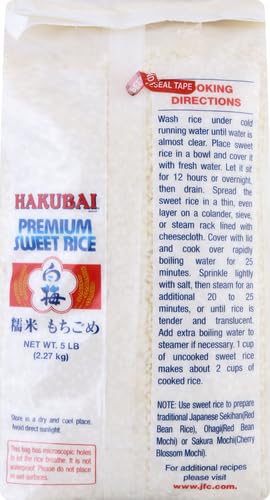 SEAL TAPE
OKING
DIRECTIONS
Wash rice under cold
running water until water is
almost clear. Place sweet
rice in a bowl and cover it
with fresh water. Let it sit
for 12 hours or overnight,
then drain. Spread the
sweet rice in a thin, even
layer on a colander, sieve,
or steam rack lined with
cheesecloth. Cover with lid
and cook over rapidly
boiling water for 25
minutes. Sprinkle lightly
with salt, then steam for an
additional 20 to 25
minutes, or until rice is
tender and translucent.
Add extra boiling water to
steamer if necessary. 1 cup
of uncooked sweet rice
makes about 2 cups of
cooked rice.
NOTE: Use sweet rice to prepare
traditional Japanese Sekihan(Red
Bean Rice), Ohagi(Red Bean
Mochi) or Sakura Mochi(Cherry
Blossom Mochi).
For additional recipes
please visit
www.jfc.com.
HAKUBAI
PREMIUM
SWEET RICE
白梅
糯米 もちごめ
NET WT. 5 LB
(2.27 kg)
Store in a dry and cool place.
Avoid direct sunlight.
This bag has microscopic holes
to let the rice breathe. It is not
waterproof. Please do not place
on wet surfaces.